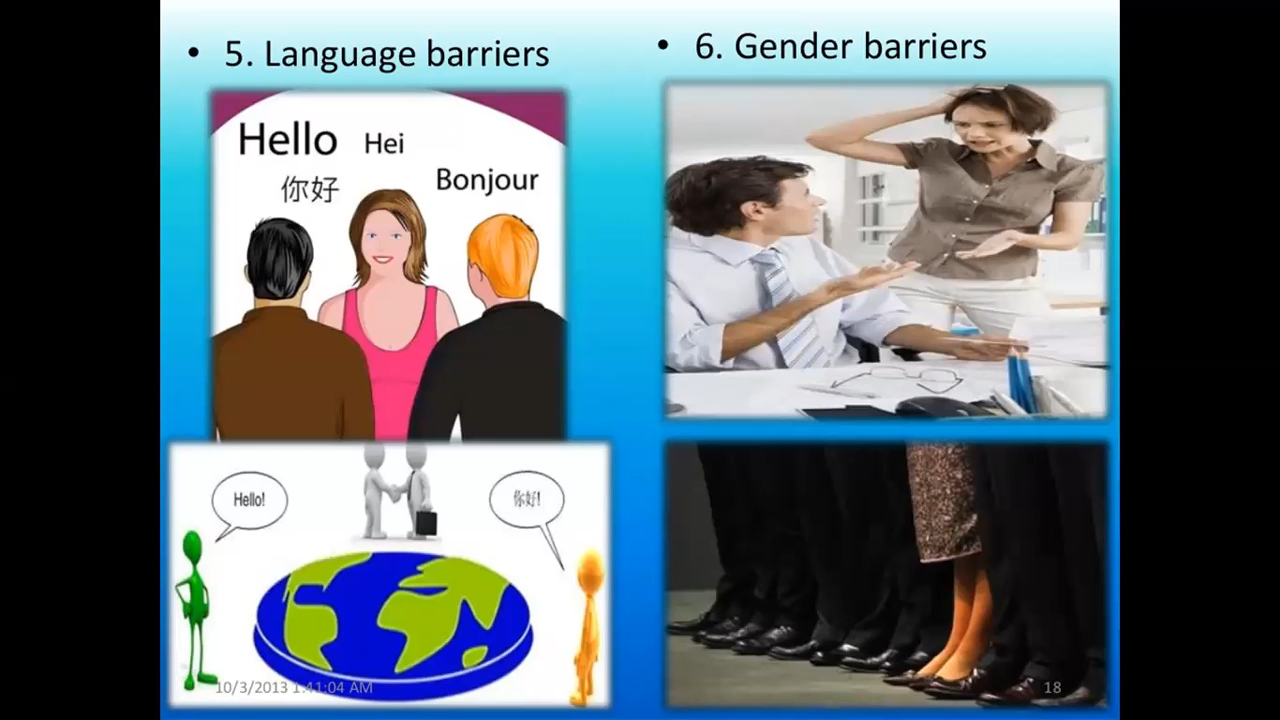 • 5. Language barriers
• 6. Gender barriers
Hello Hei
你好
Bonjour
Hello!
你好!
10/3/2013 1:41:04 AM
18